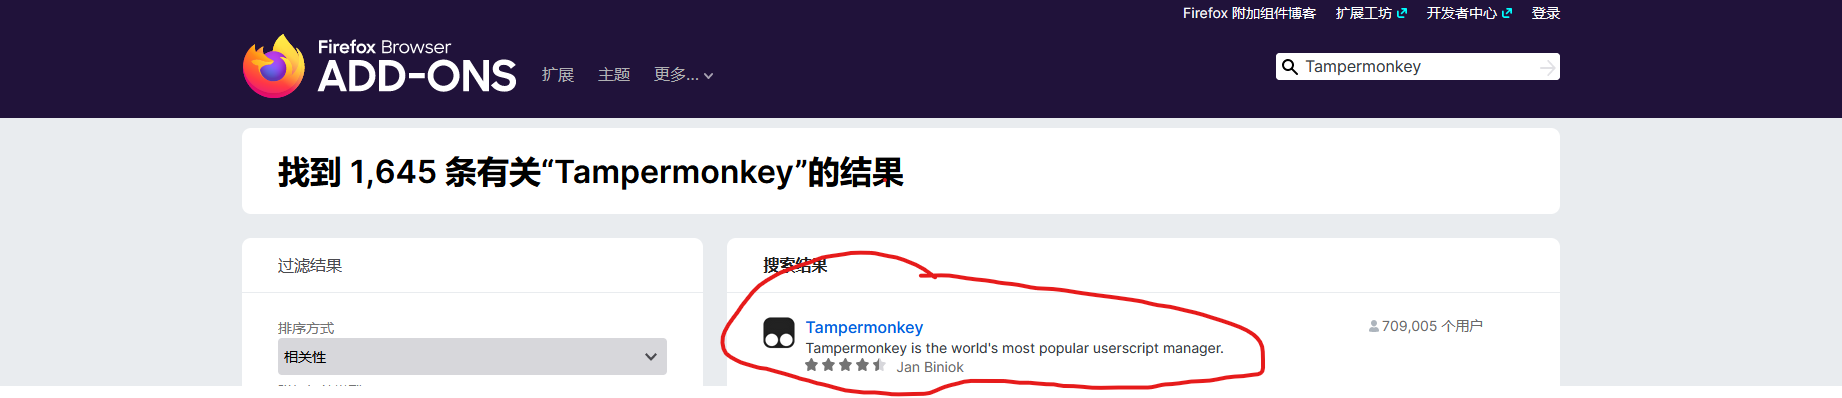 Firefox 附加组件博客 扩展工坊 开发者中心 登录
Firefox Browser
ADD-ONS 扩展 主题 更多... Tampermonkey
找到 1,645 条有关“Tampermonkey”的结果
过滤结果
搜索结果
排序方式
相关性
Tampermonkey
709,005 个用户
Tampermonkey is the world's most popular userscript manager.
Jan Biniok